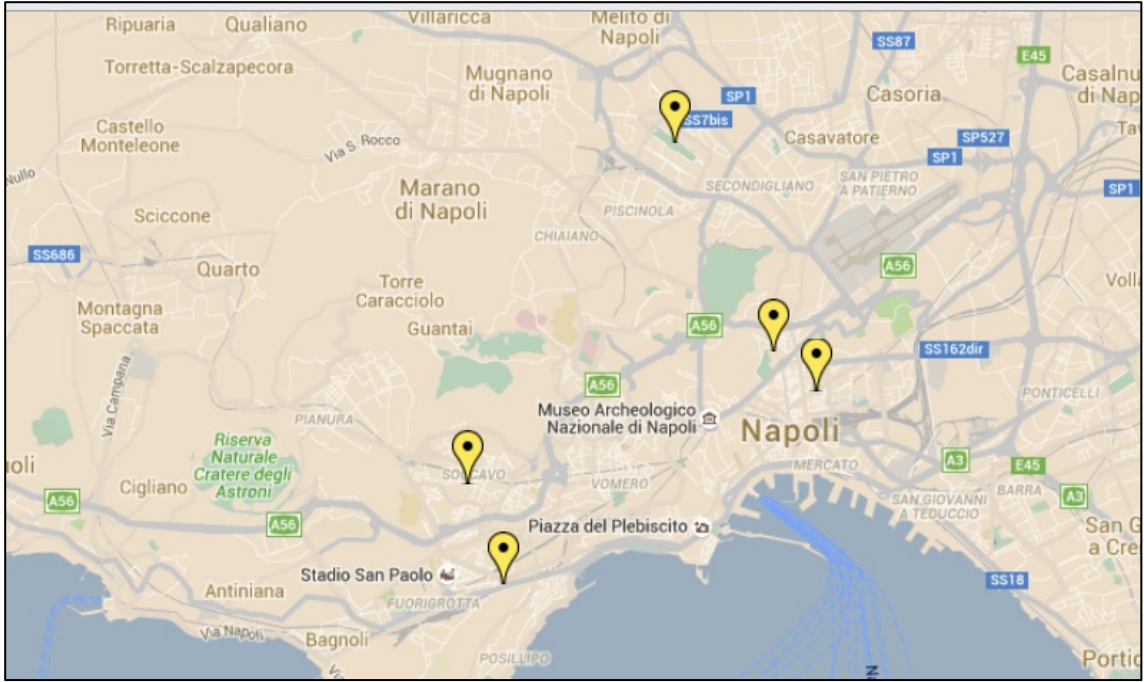 Ripuaria
Qualiano
Villaricca
Melito di
Napoli
SS87
E45
Torretta-Scalzapecora
Mugnano
di Napoli
SP1
Casoria
SS7bis
Castello
Monteleone
Via S. Rocco
Casavatore
SP527
SP1
Marano
di Napoli
SECONDIGLIANO
SAN PIETRO
A PATIERNO
SP1
Sciccone
PISCINOLA
CHIAIANO
SS686
Quarto
A56
Torre
Caracciolo
Montagna
Spaccata
Guantai
A56
SS162dir
Via Campana
A56
PONTICELLI
Museo Archeologico
Nazionale di Napoli
PIANURA
Napoli
Riserva
Naturale
Cratere degli
Astroni
SOCCAVO
MERCATO
A3
E45
Cigliano
VOMERO
BARRA
A56
SAN GIOVANNI
A TEDUCCIO
A3
A56
Piazza del Plebiscito
Stadio San Paolo
SS18
Antiniana
FUORIGROTTA
Via Napoli
Bagnoli
POSILLIPO